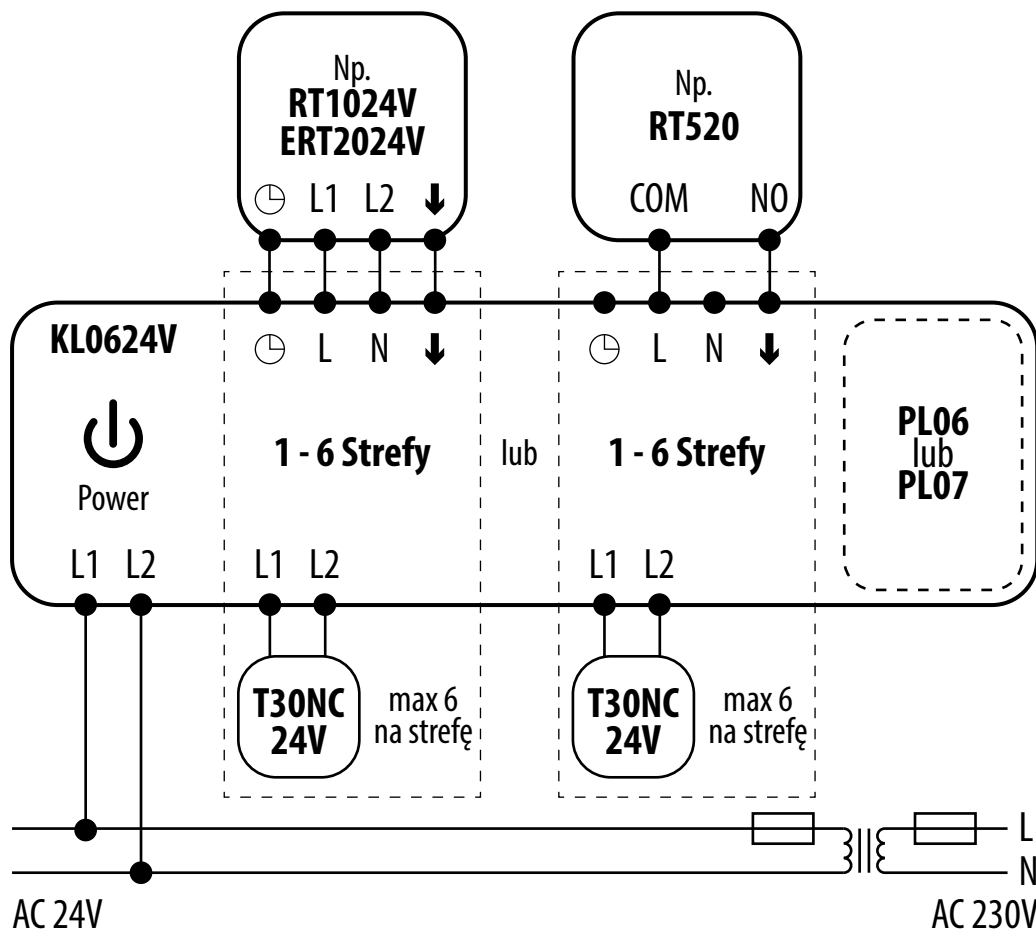 Np.
RT1024V
ERT2024V
L1 L2 ↓
Np.
RT520
COM NO
KL0624V
L N ↓
L N ↓
Power
1 - 6 Strefy
lub
1 - 6 Strefy
PL06
lub
PL07
L1 L2
L1 L2
L1 L2
T30NC
24V
max 6
na strefę
T30NC
24V
max 6
na strefę
L
N
AC 24V
AC 230V